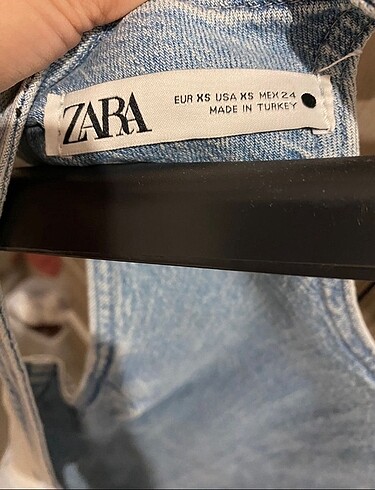 ZARA
EUR XS USA XS MEX 24
MADE IN TURKEY